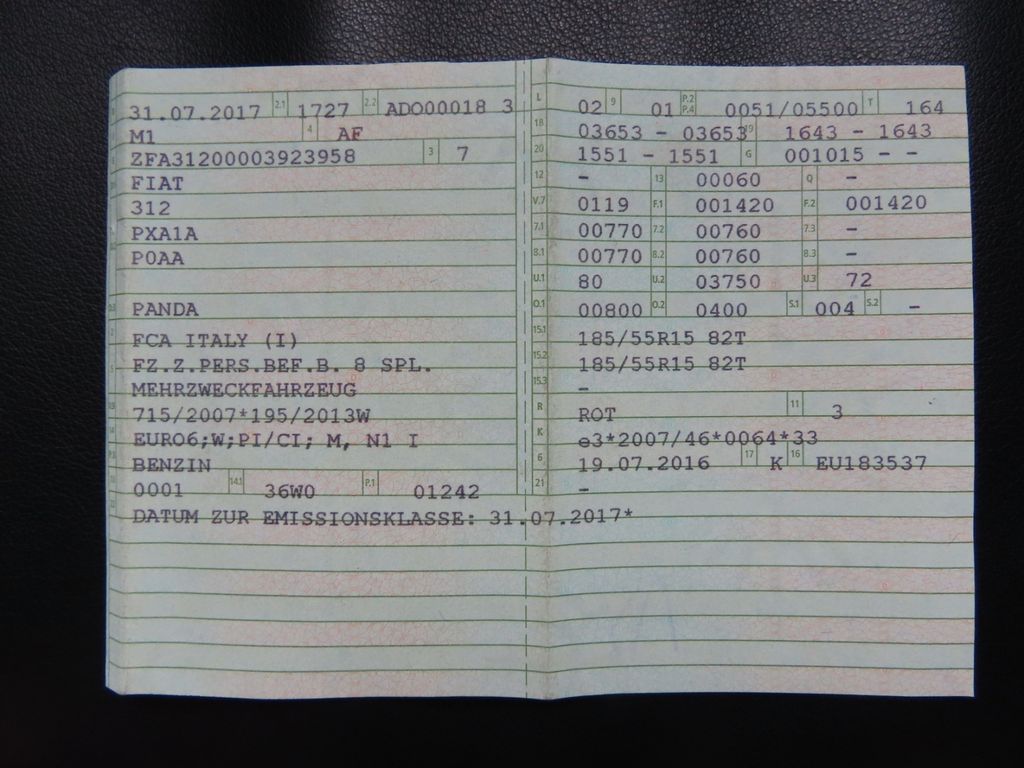 31.07.2017 2.1 1727 2.2 ADO00018 3
M1 4 AF
ZFA31200003923958 3 7
FIAT
312
PXA1A
P0AA
PANDA
FCA ITALY (I)
FZ.Z.PERS.BEF.B. 8 SPL.
MEHRZWECKFAHRZEUG
715/2007*195/2013W
EURO6;W;PI/CI; M, N1 I
BENZIN
0001 14.1 36W0 P.1 01242
DATUM ZUR EMISSIONSKLASSE: 31.07.2017*
L 02 9 01 P.2 P.4 0051/05500 T 164
18 03653 - 03653 19 1643 - 1643
20 1551 - 1551 G 001015 - -
12 - 13 00060 Q -
V.7 0119 F.1 001420 F.2 001420
7.1 00770 7.2 00760 7.3 -
8.1 00770 8.2 00760 8.3 -
U.1 80 U.2 03750 U.3 72
O.1 00800 O.2 0400 S.1 004 S.2 -
15.1 185/55R15 82T
15.2 185/55R15 82T
15.3 -
R ROT 11 3
K e3*2007/46*0064*33
6 19.07.2016 17 K 16 EU183537
21 -